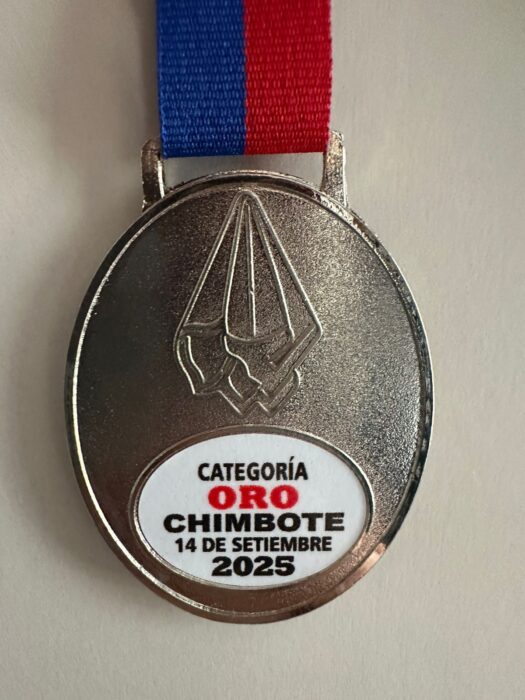 CATEGORÍA
ORO
CHIMBOTE
14 DE SETIEMBRE
2025